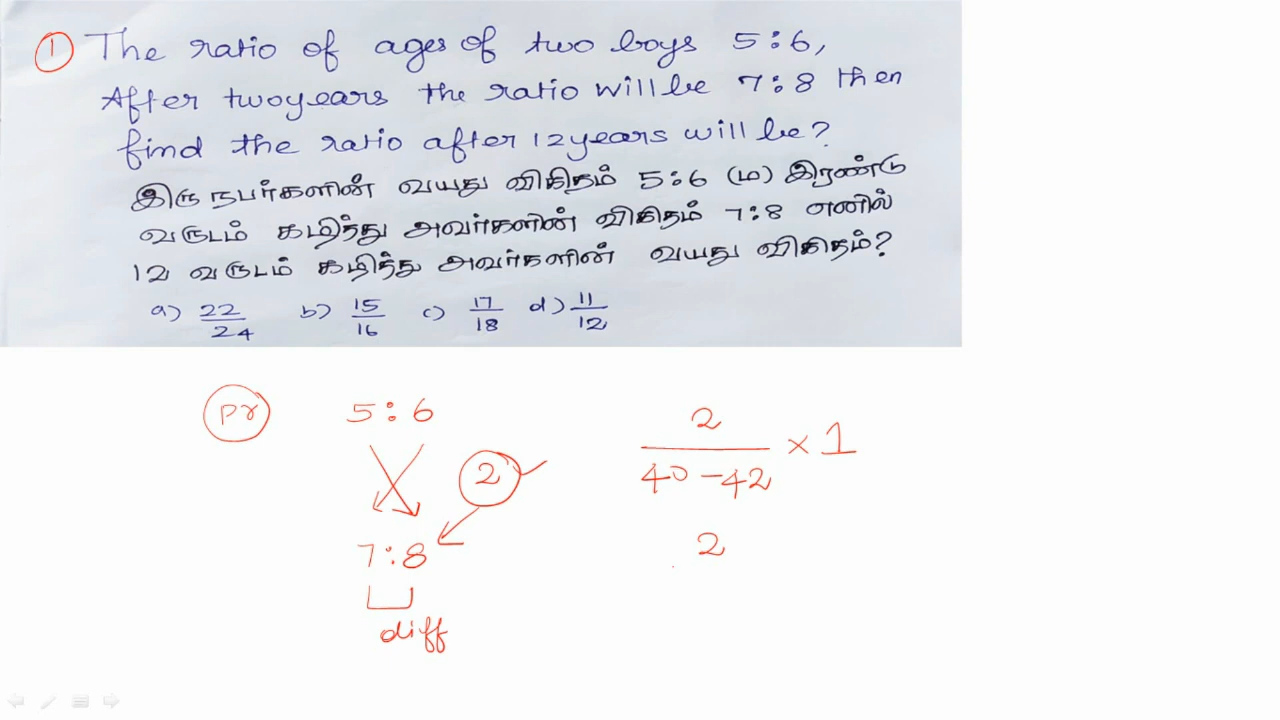 ① The ratio of ages of two boys 5:6,
After two years the ratio will be 7:8 then
find the ratio after 12 years will be?
இரு நபர்களின் வயது விகிதம் 5:6 (ம) இரண்டு
வருடம் கழித்து அவர்களின் விகிதம் 7:8 எனில்
12 வருடம் கழித்து அவர்களின் வயது விகிதம்?
a) 22/24 b) 15/16 c) 17/18 d) 11/12
Pr 5:6
2
7:8
diff
2/(40-42) × 1
2